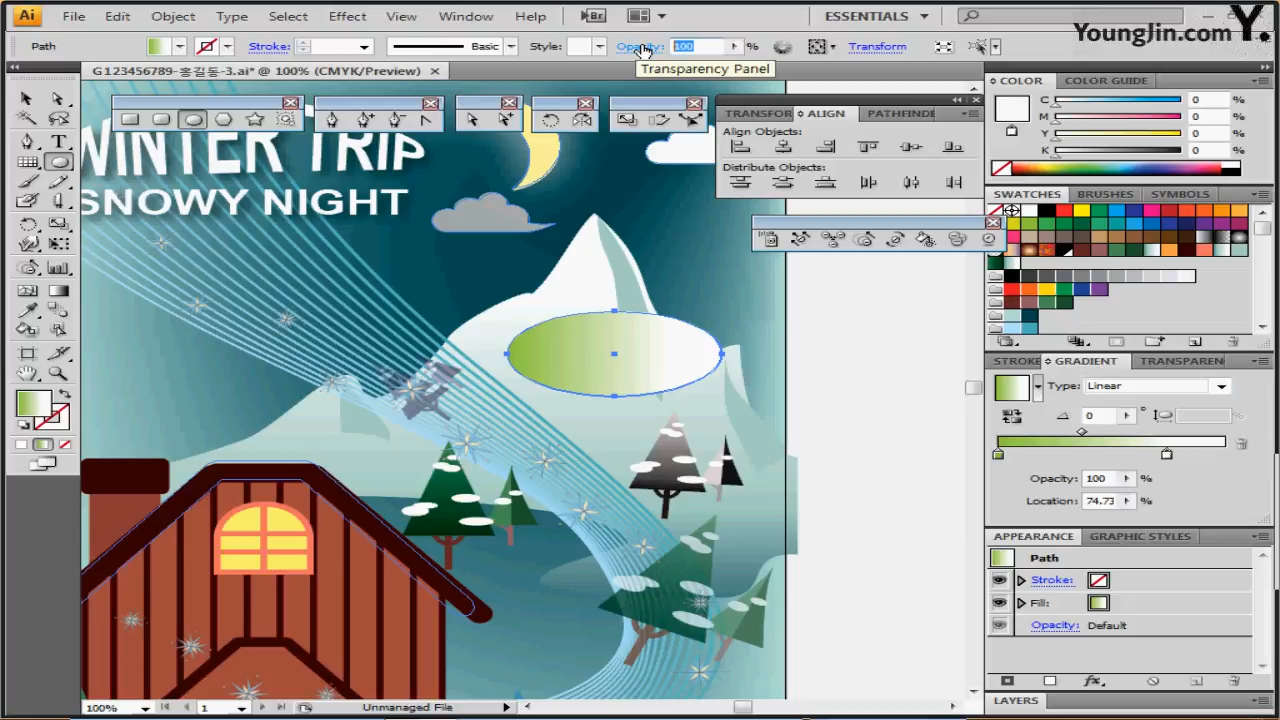 Ai File Edit Object Type Select Effect View Window Help Br ESSENTIALS
YoungJin.com Y.
Path Stroke: Basic Style: Opacity: 100 % Transform
Transparency Panel
G123456789-홍길동-3.ai* @ 100% (CMYK/Preview)
COLOR COLOR GUIDE
C 0 %
M 0 %
Y 0 %
K 0 %
TRANSFOR ALIGN PATHFINDE
Align Objects:
Distribute Objects:
WINTER TRIP
SNOWY NIGHT
SWATCHES BRUSHES SYMBOLS
STROKE GRADIENT TRANSPAREN
Type: Linear
0 °
%
Opacity: 100 %
Location: 74.73 %
APPEARANCE GRAPHIC STYLES
Path
Stroke:
Fill:
Opacity: Default
fx
LAYERS
100% 1 Unmanaged File